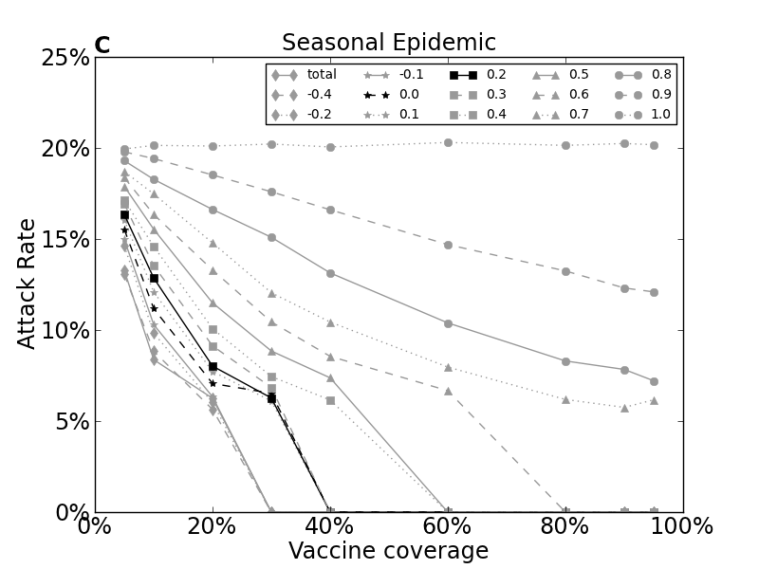 C Seasonal Epidemic
25%
total -0.1 0.2 0.5 0.8
-0.4 0.0 0.3 0.6 0.9
-0.2 0.1 0.4 0.7 1.0
20%
15%
10%
5%
0%
Attack Rate
0% 20% 40% 60% 80% 100%
Vaccine coverage